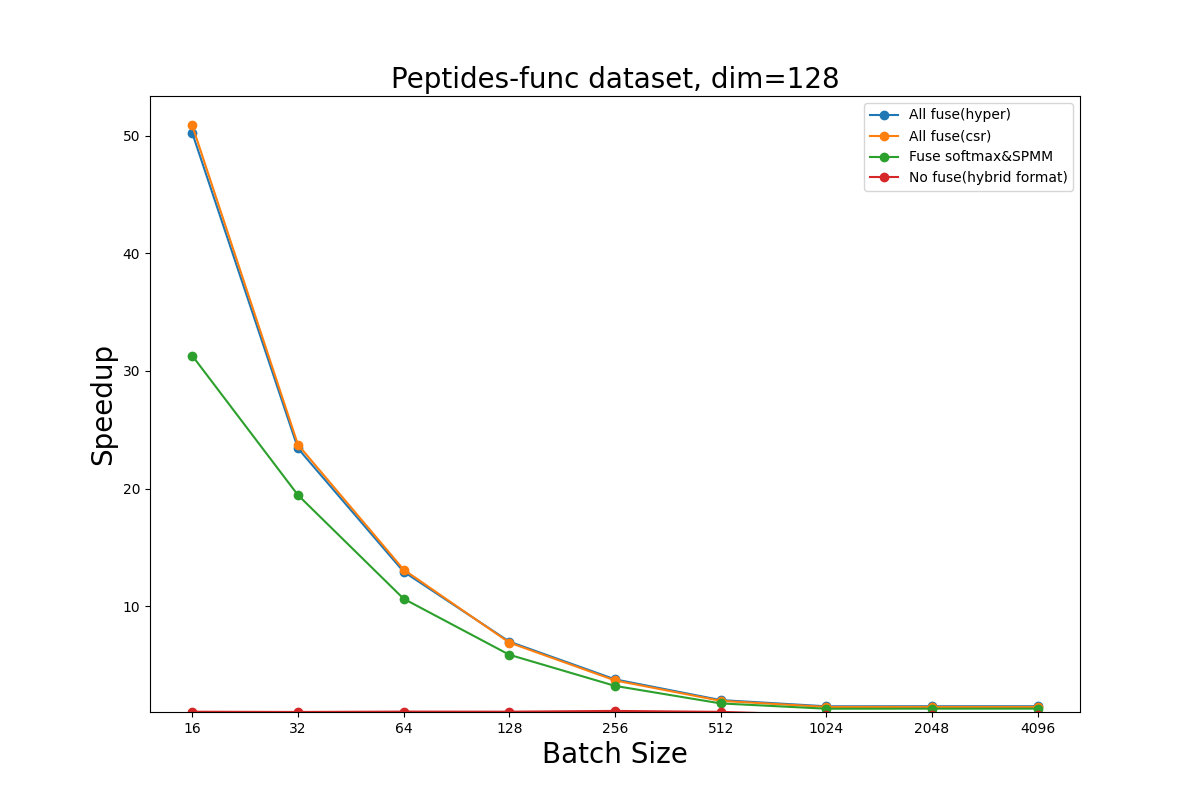 Peptides-func dataset, dim=128
All fuse(hyper)
All fuse(csr)
Fuse softmax&SPMM
No fuse(hybrid format)
50
40
30
20
10
Speedup
16 32 64 128 256 512 1024 2048 4096
Batch Size